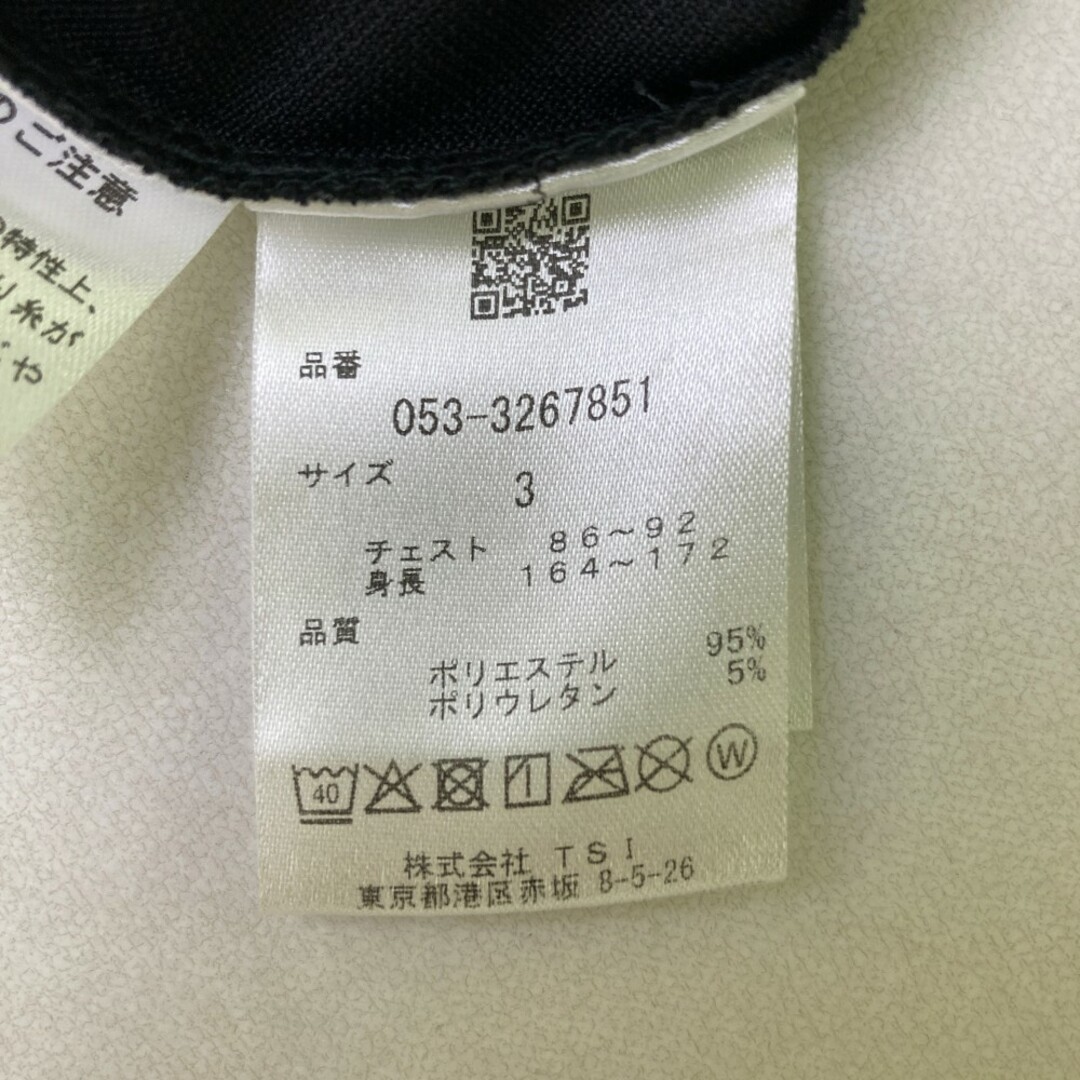 のご注意
の特性上、
り糸が
や
品番
053-3267851
サイズ 3
チェスト 86～92
身長 164～172
品質
ポリエステル 95%
ポリウレタン 5%
40
W
株式会社 TSI
東京都港区赤坂 8-5-26